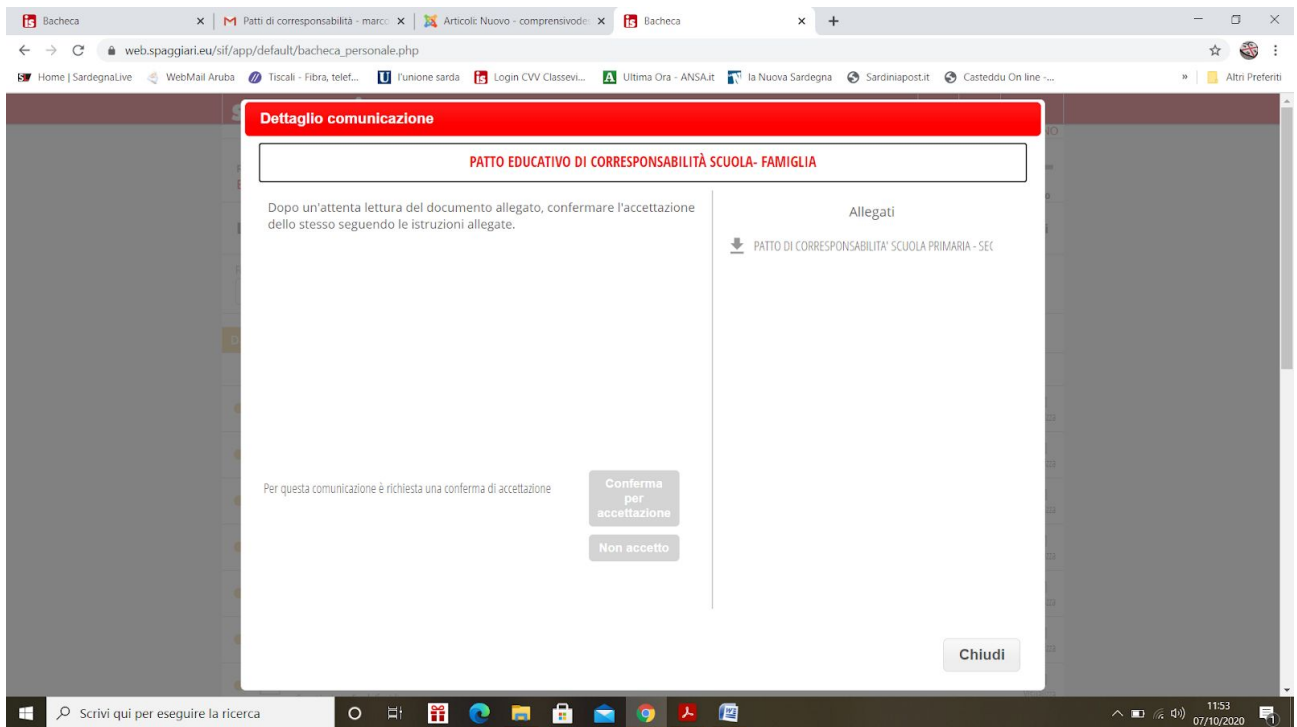 Bacheca
Patti di corresponsabilità - marco
Articoli: Nuovo - comprensivode
Bacheca
web.spaggiari.eu/sif/app/default/bacheca_personale.php
Home | SardegnaLive
WebMail Aruba
Tiscali - Fibra, telef...
l'unione sarda
Login CVV Classevi...
Ultima Ora - ANSA.it
la Nuova Sardegna
Sardiniapost.it
Casteddu On line -...
»
Altri Preferiti
Dettaglio comunicazione
PATTO EDUCATIVO DI CORRESPONSABILITÀ SCUOLA- FAMIGLIA
Dopo un'attenta lettura del documento allegato, confermare l'accettazione
dello stesso seguendo le istruzioni allegate.
Allegati
PATTO DI CORRESPONSABILITA' SCUOLA PRIMARIA - SEC
Per questa comunicazione è richiesta una conferma di accettazione
Conferma
per
accettazione
Non accetto
Chiudi
Scrivi qui per eseguire la ricerca
11:53
07/10/2020